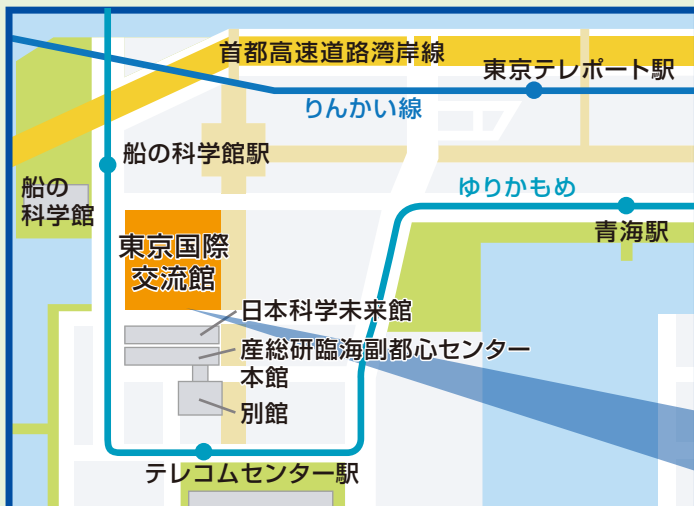 首都高速道路湾岸線
東京テレポート駅
りんかい線
船の科学館駅
船の
科学館
ゆりかもめ
青海駅
東京国際
交流館
日本科学未来館
産総研臨海副都心センター
本館
別館
テレコムセンター駅